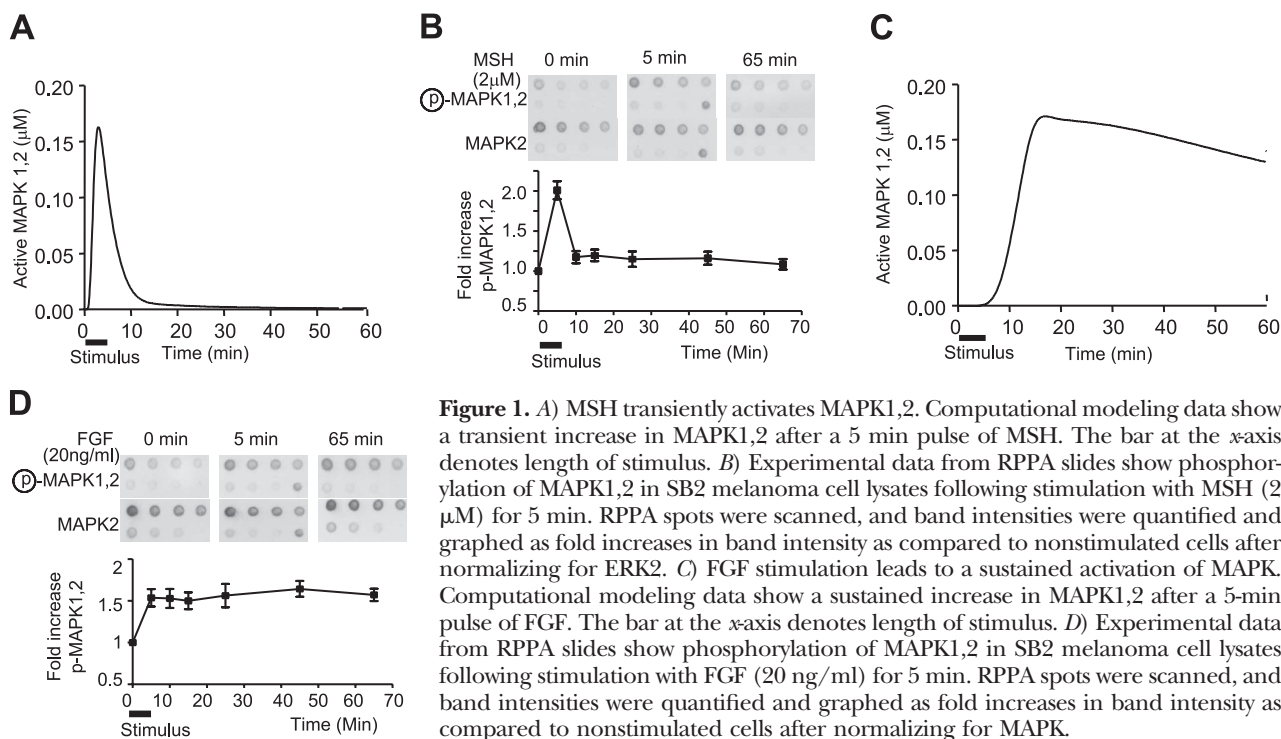 A
Active MAPK 1,2 (μM)
0.20
0.15
0.10
0.05
0.00
0 10 20 30 40 50 60
Stimulus
Time (min)
B
MSH
(2μM)
0 min 5 min 65 min
p-MAPK1,2
MAPK2
Fold increase
p-MAPK1,2
2.0
1.5
1.0
0.5
0 10 20 30 40 50 60 70
Stimulus
Time (Min)
C
Active MAPK 1,2 (μM)
0.20
0.15
0.10
0.05
0.00
0 10 20 30 40 50 60
Stimulus
Time (min)
D
FGF
(20ng/ml)
0 min 5 min 65 min
p-MAPK1,2
MAPK2
Fold increase
p-MAPK1,2
2
1.5
1
0.5
0 10 20 30 40 50 60 70
Stimulus
Time (Min)
Figure 1. A) MSH transiently activates MAPK1,2. Computational modeling data show
a transient increase in MAPK1,2 after a 5 min pulse of MSH. The bar at the x-axis
denotes length of stimulus. B) Experimental data from RPPA slides show phosphor-
ylation of MAPK1,2 in SB2 melanoma cell lysates following stimulation with MSH (2
μM) for 5 min. RPPA spots were scanned, and band intensities were quantified and
graphed as fold increases in band intensity as compared to nonstimulated cells after
normalizing for ERK2. C) FGF stimulation leads to a sustained activation of MAPK.
Computational modeling data show a sustained increase in MAPK1,2 after a 5-min
pulse of FGF. The bar at the x-axis denotes length of stimulus. D) Experimental data
from RPPA slides show phosphorylation of MAPK1,2 in SB2 melanoma cell lysates
following stimulation with FGF (20 ng/ml) for 5 min. RPPA spots were scanned, and
band intensities were quantified and graphed as fold increases in band intensity as
compared to nonstimulated cells after normalizing for MAPK.